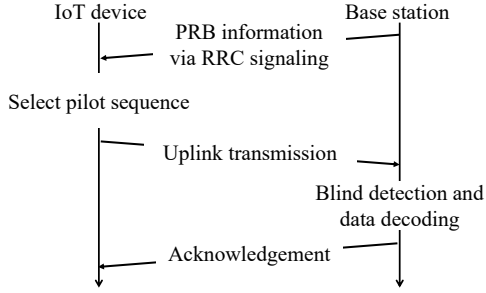 IoT device
Base station
PRB information
via RRC signaling
Select pilot sequence
Uplink transmission
Blind detection and
data decoding
Acknowledgement